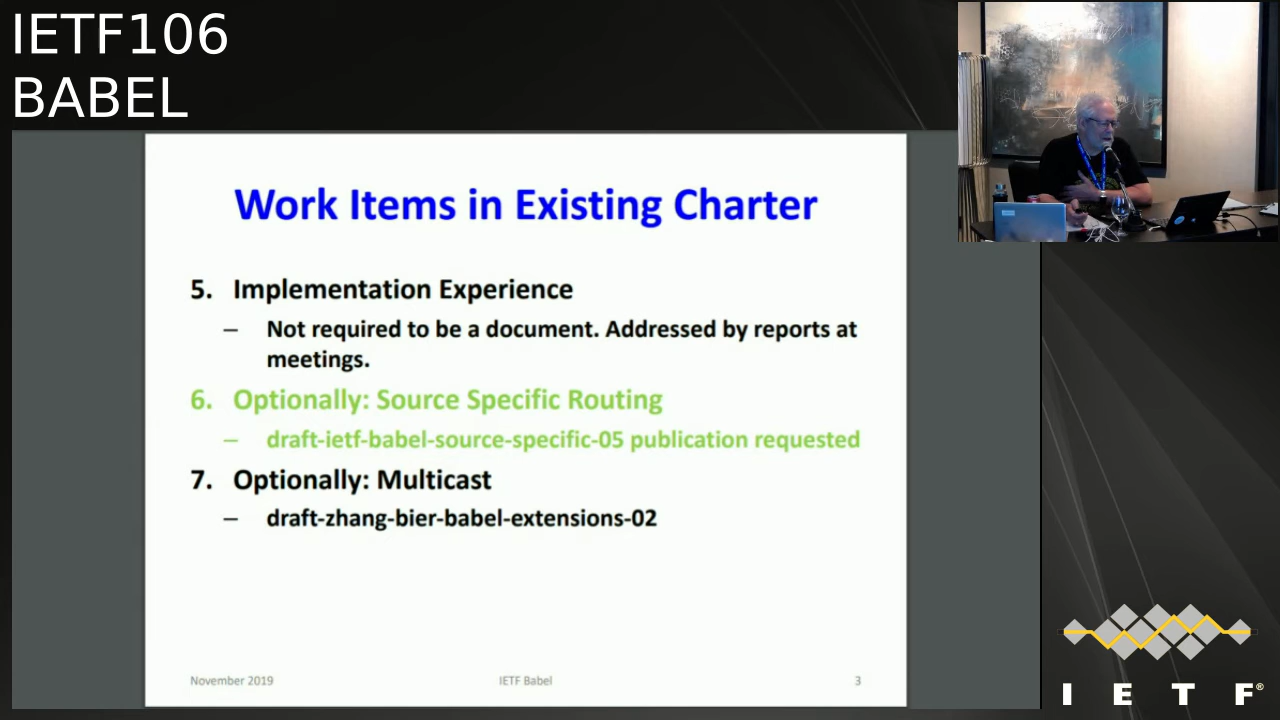 IETF106
BABEL
Work Items in Existing Charter
5. Implementation Experience
– Not required to be a document. Addressed by reports at
meetings.
6. Optionally: Source Specific Routing
– draft-ietf-babel-source-specific-05 publication requested
7. Optionally: Multicast
– draft-zhang-bier-babel-extensions-02
November 2019 IETF Babel 3
I E T F®